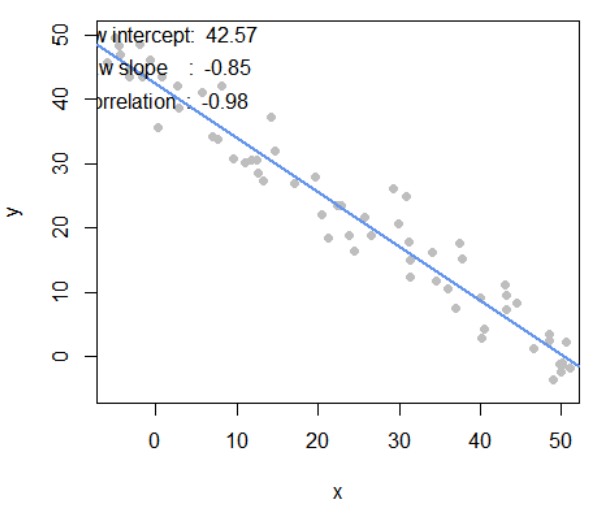 w intercept: 42.57
w slope : -0.85
orrelation : -0.98
50
40
30
20
10
0
y
0 10 20 30 40 50
x